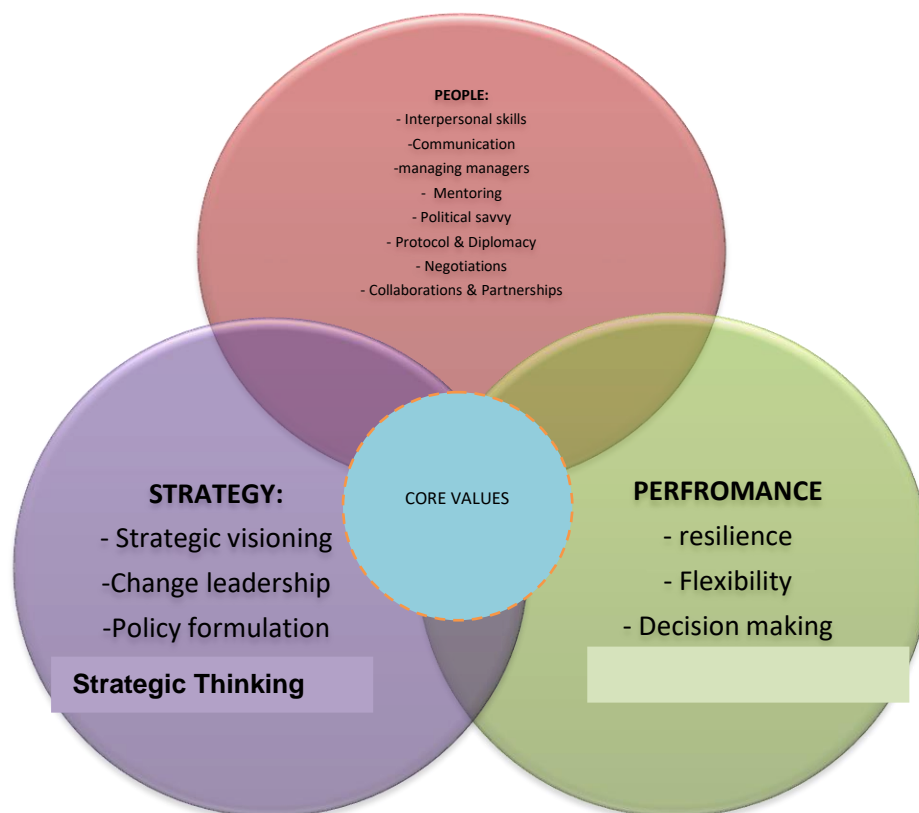 PEOPLE:
- Interpersonal skills
-Communication
-managing managers
- Mentoring
- Political savvy
- Protocol & Diplomacy
- Negotiations
- Collaborations & Partnerships
STRATEGY:
- Strategic visioning
-Change leadership
-Policy formulation
Strategic Thinking
CORE VALUES
PERFROMANCE
- resilience
- Flexibility
- Decision making